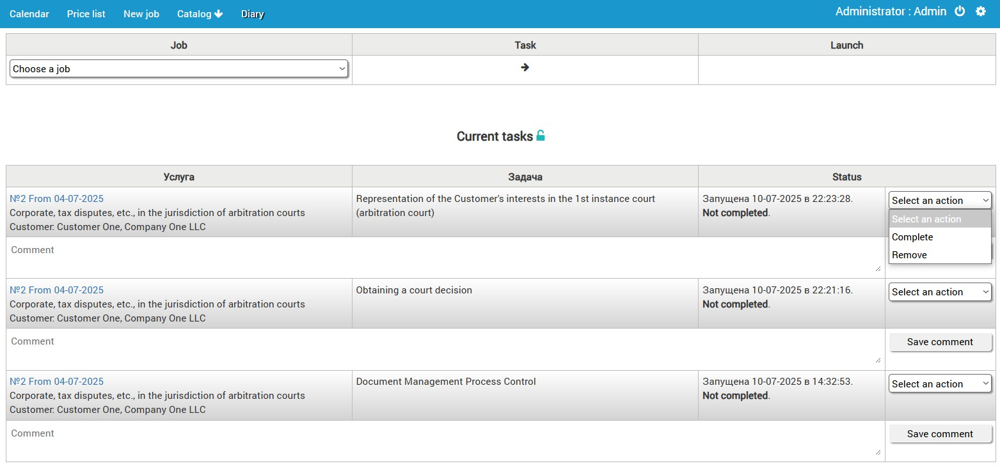 Calendar Price list New job Catalog Diary Administrator : Admin
Job Task Launch
Choose a job
Current tasks
Услуга Задача Status
№2 From 04-07-2025 Representation of the Customer's interests in the 1st instance court Запущена 10-07-2025 в 22:23:28. Select an action
Corporate, tax disputes, etc., in the jurisdiction of arbitration courts (arbitration court) Not completed. Select an action
Customer: Customer One, Company One LLC Complete
Comment Remove
№2 From 04-07-2025 Obtaining a court decision Запущена 10-07-2025 в 22:21:16. Select an action
Corporate, tax disputes, etc., in the jurisdiction of arbitration courts Not completed.
Customer: Customer One, Company One LLC
Comment Save comment
№2 From 04-07-2025 Document Management Process Control Запущена 10-07-2025 в 14:32:53. Select an action
Corporate, tax disputes, etc., in the jurisdiction of arbitration courts Not completed.
Customer: Customer One, Company One LLC
Comment Save comment